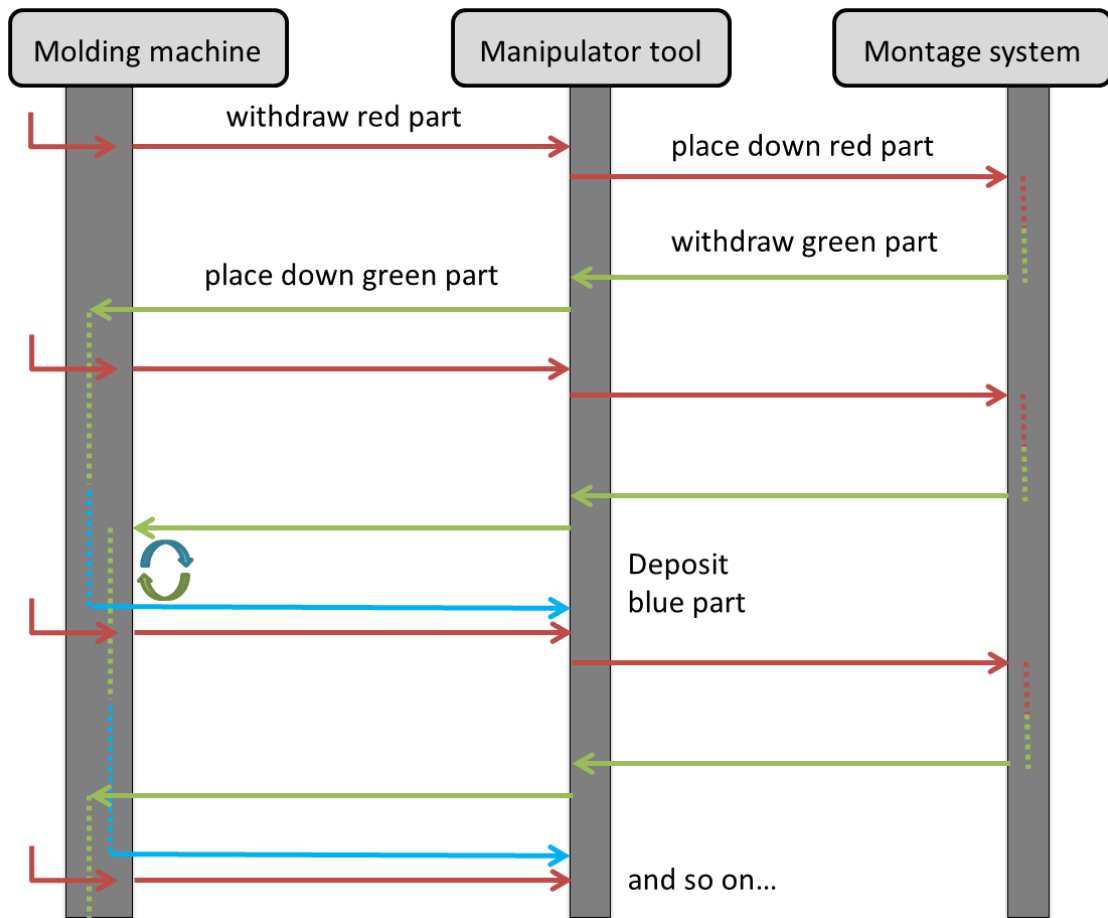 Molding machine
Manipulator tool
Montage system
withdraw red part
place down red part
withdraw green part
place down green part
Deposit
blue part
and so on...